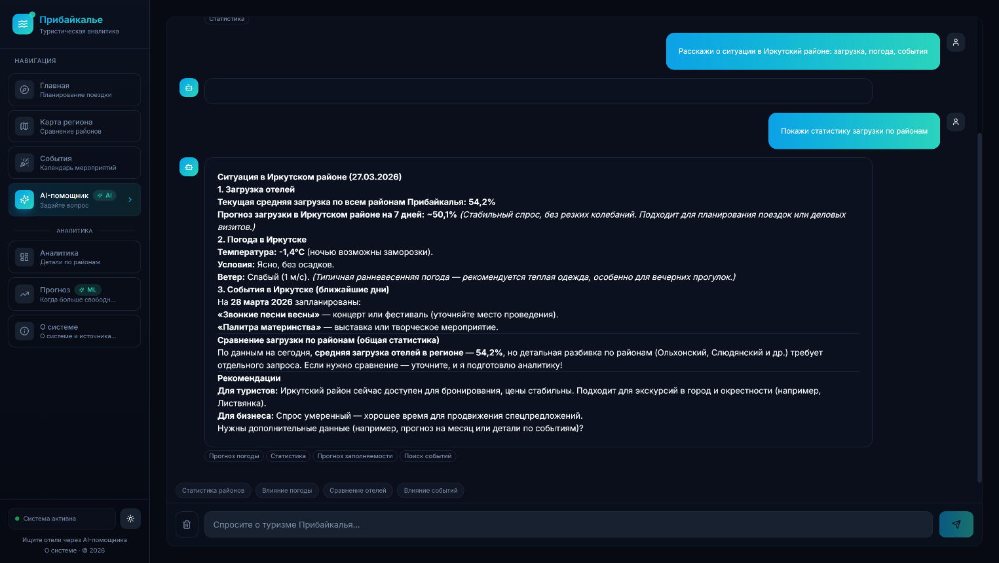 Прибайкалье
Туристическая аналитика
НАВИГАЦИЯ
Главная
Планирование поездки
Карта региона
Сравнение районов
События
Календарь мероприятий
AI-помощник AI
Задайте вопрос
АНАЛИТИКА
Аналитика
Детали по районам
Прогноз ML
Когда больше свободн...
О системе
О системе и источника...
Система активна
Ищите отели через AI-помощника
О системе · © 2026
Статистика
Расскажи о ситуации в Иркутский районе: загрузка, погода, события
Покажи статистику загрузки по районам
Ситуация в Иркутском районе (27.03.2026)
1. Загрузка отелей
Текущая средняя загрузка по всем районам Прибайкалья: 54,2%
Прогноз загрузки в Иркутском районе на 7 дней: ~50,1% (Стабильный спрос, без резких колебаний. Подходит для планирования поездок или деловых
визитов.)
2. Погода в Иркутске
Температура: -1,4°C (ночью возможны заморозки).
Условия: Ясно, без осадков.
Ветер: Слабый (1 м/с). (Типичная ранневесенняя погода — рекомендуется теплая одежда, особенно для вечерних прогулок.)
3. События в Иркутске (ближайшие дни)
На 28 марта 2026 запланированы:
«Звонкие песни весны» — концерт или фестиваль (уточняйте место проведения).
«Палитра материнства» — выставка или творческое мероприятие.
Сравнение загрузки по районам (общая статистика)
По данным на сегодня, средняя загрузка отелей в регионе — 54,2%, но детальная разбивка по районам (Ольхонский, Слюдянский и др.) требует
отдельного запроса. Если нужно сравнение — уточните, и я подготовлю аналитику!
Рекомендации
Для туристов: Иркутский район сейчас доступен для бронирования, цены стабильны. Подходит для экскурсий в город и окрестности (например,
Листвянка).
Для бизнеса: Спрос умеренный — хорошее время для продвижения спецпредложений.
Нужны дополнительные данные (например, прогноз на месяц или детали по событиям)?
Прогноз погоды Статистика Прогноз заполняемости Поиск событий
Статистика районов Влияние погоды Сравнение отелей Влияние событий
Спросите о туризме Прибайкалья...